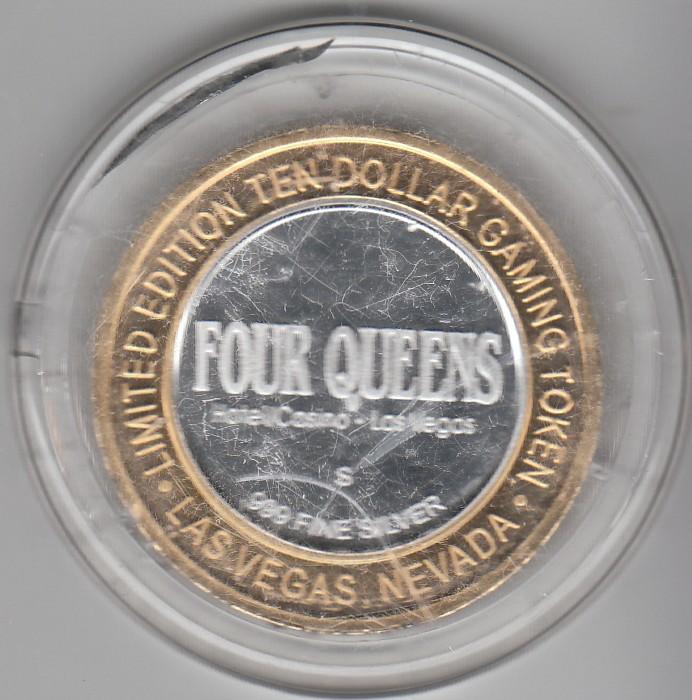 LIMITED EDITION TEN DOLLAR GAMING TOKEN
FOUR QUEENS
Hotel/Casino • Las Vegas
S
.999 FINE SILVER
• LAS VEGAS, NEVADA •